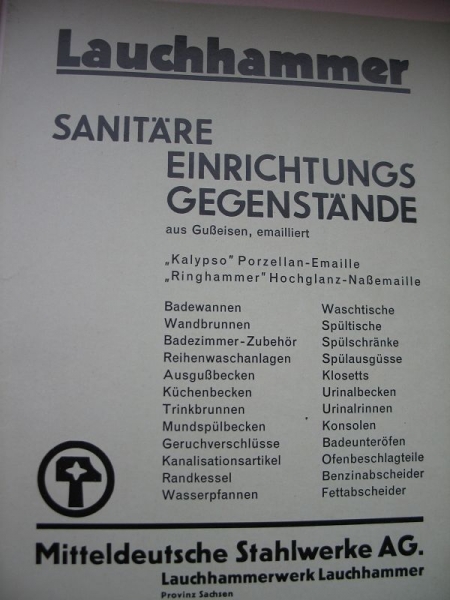 Lauchhammer
SANITÄRE
EINRICHTUNGS
GEGENSTÄNDE
aus Gußeisen, emailliert
„Kalypso" Porzellan-Emaille
„Ringhammer" Hochglanz-Naßemaille
Badewannen
Wandbrunnen
Badezimmer-Zubehör
Reihenwaschanlagen
Ausgußbecken
Küchenbecken
Trinkbrunnen
Mundspülbecken
Geruchverschlüsse
Kanalisationsartikel
Randkessel
Wasserpfannen
Waschtische
Spültische
Spülschränke
Spülausgüsse
Klosetts
Urinalbecken
Urinalrinnen
Konsolen
Badeunteröfen
Ofenbeschlagteile
Benzinabscheider
Fettabscheider
Mitteldeutsche Stahlwerke AG.
Lauchhammerwerk Lauchhammer
Provinz Sachsen